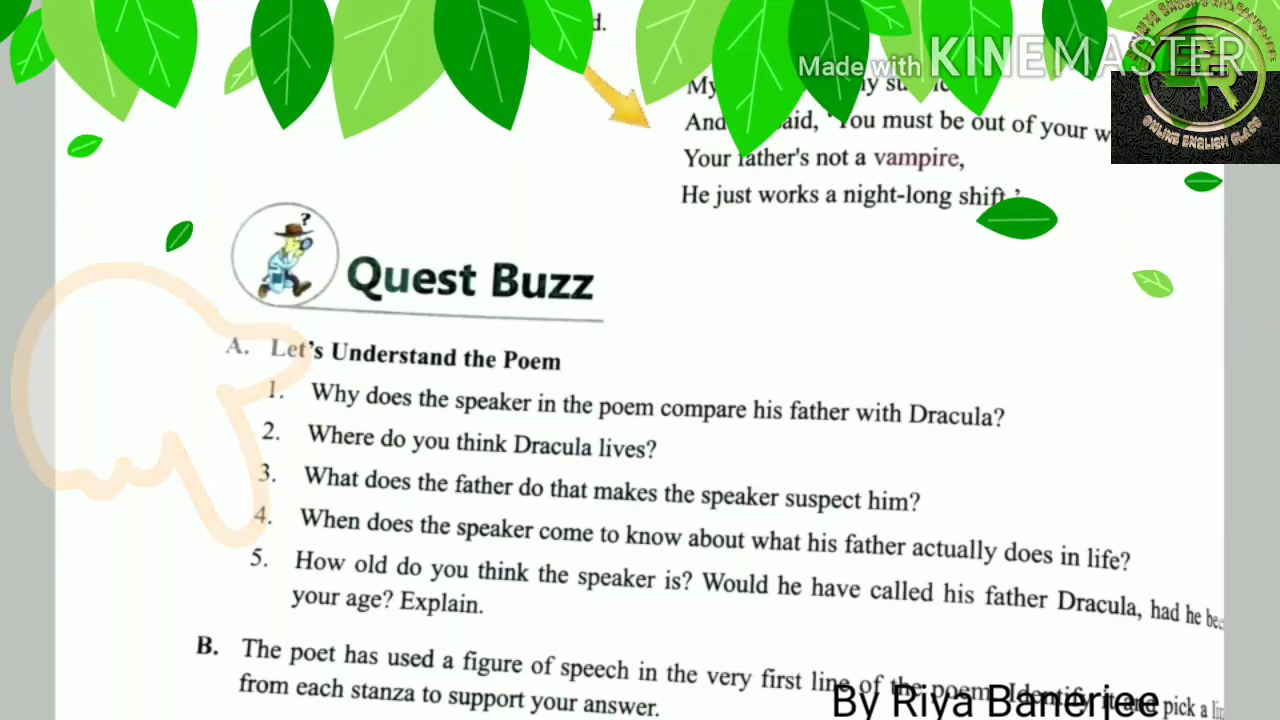 d.
Made with KINEMASTER
ONLINE ENGLISH CLASS
My
And said, 'You must be out of your
Your father's not a vampire,
He just works a night-long shift.'
?
Quest Buzz
A. Let's Understand the Poem
1. Why does the speaker in the poem compare his father with Dracula?
2. Where do you think Dracula lives?
3. What does the father do that makes the speaker suspect him?
4. When does the speaker come to know about what his father actually does in life?
5. How old do you think the speaker is? Would he have called his father Dracula, had he
your age? Explain.
B. The poet has used a figure of speech in the very first line of the poem. Identify it and pick a
from each stanza to support your answer.
By Riya Banerjee